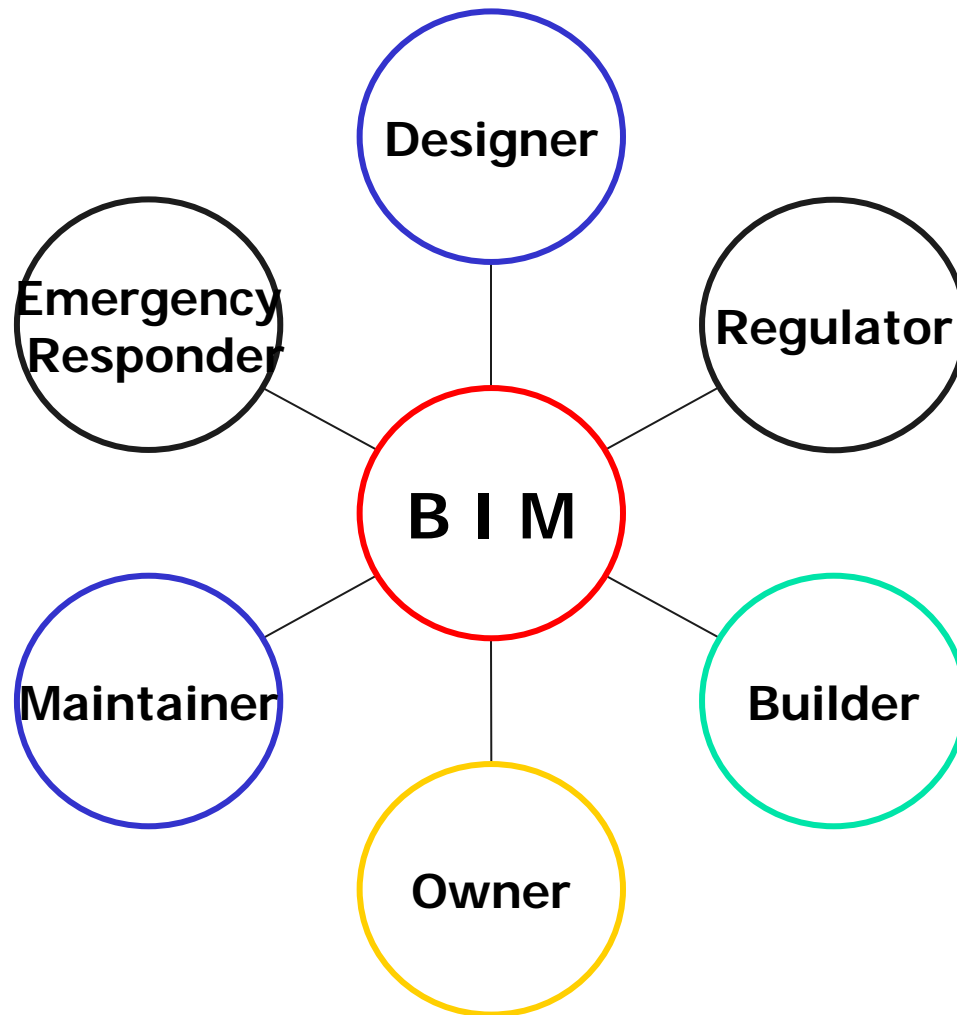 Designer
Emergency
Responder
Regulator
B I M
Maintainer
Builder
Owner